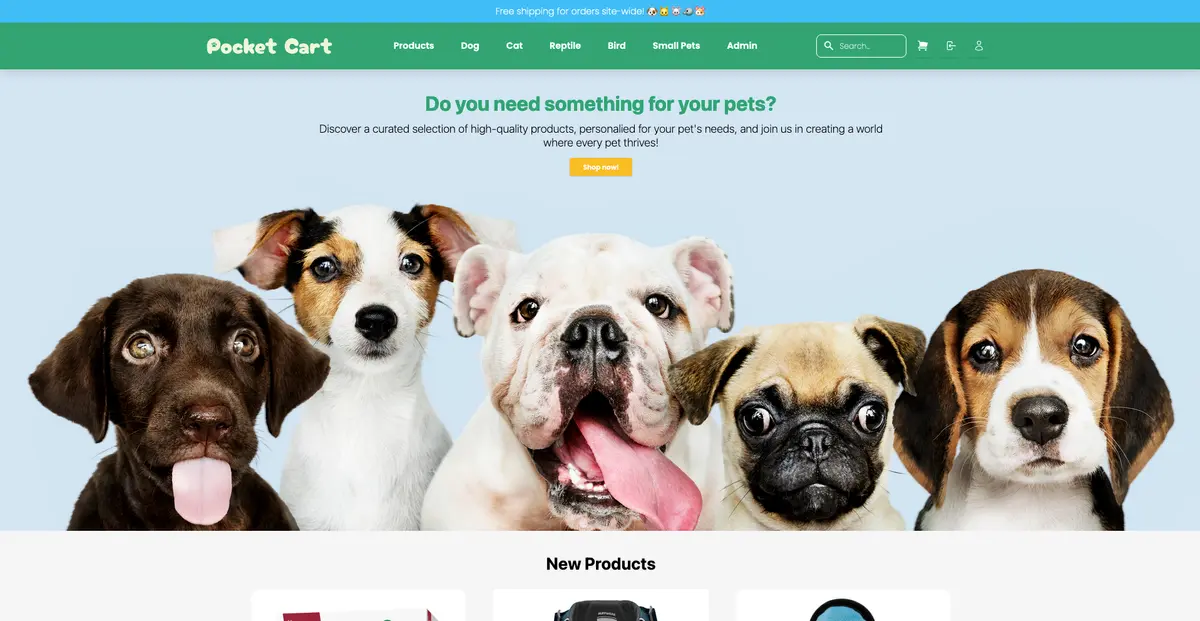 Free shipping for orders site-wide! 🐶🐱🐹🦜🐠
Pocket Cart
Products
Dog
Cat
Reptile
Bird
Small Pets
Admin
Search...
Do you need something for your pets?
Discover a curated selection of high-quality products, personalied for your pet's needs, and join us in creating a world
where every pet thrives!
Shop now!
New Products